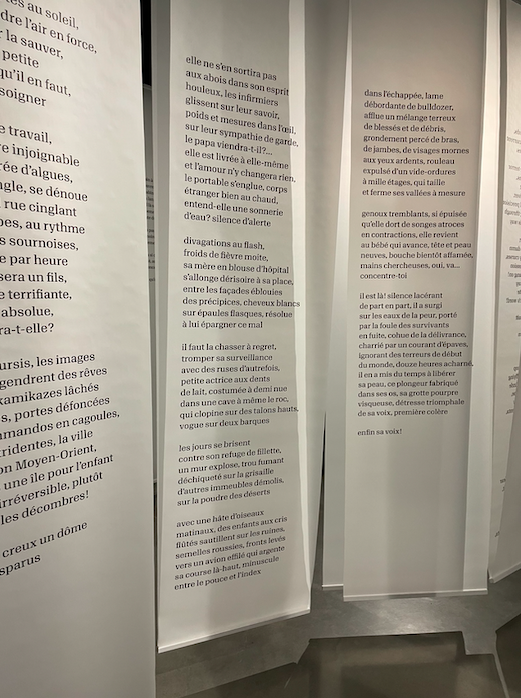 es au soleil,
dre l'air en force,
r la sauver,
petite
qu'il en faut,
soigner
e travail,
e injoignable
rée d'algues,
ngle, se dénoue
rue cinglant
pes, au rythme
s sournoises,
e par heure
sera un fils,
e terrifiante,
absolue,
ra-t-elle?
ursis, les images
gendrent des rêves
kamikazes lâchés
s, portes défoncées
mmandos en cagoules,
tridentes, la ville
on Moyen-Orient,
une île pour l'enfant
irréversible, plutôt
les décombres!
creux un dôme
sparus
elle ne s'en sortira pas
aux abois dans son esprit
houleux, les infirmiers
glissent sur leur savoir,
poids et mesures dans l'œil,
sur leur sympathie de garde,
le papa viendra-t-il?...
elle est livrée à elle-même
et l'amour n'y changera rien,
le portable s'englue, corps
étranger bien au chaud,
entend-elle une sonnerie
d'eau? silence d'alerte
divagations au flash,
froids de fièvre moite,
sa mère en blouse d'hôpital
s'allonge dérisoire à sa place,
entre les façades éblouies
des précipices, cheveux blancs
sur épaules flasques, résolue
à lui épargner ce mal
il faut la chasser à regret,
tromper sa surveillance
avec des ruses d'autrefois,
petite actrice aux dents
de lait, costumée à demi nue
dans une cave à même le roc,
qui clopine sur des talons hauts,
vogue sur deux barques
les jours se brisent
contre son refuge de fillette,
un mur explose, trou fumant
déchiqueté sur la grisaille
d'autres immeubles démolis,
sur la poudre des déserts
avec une hâte d'oiseaux
matinaux, des enfants aux cris
flûtés sautillent sur les ruines,
semelles roussies, fronts levés
vers un avion effilé qui argente
sa course là-haut, minuscule
entre le pouce et l'index
dans l'échappée, lame
débordante de bulldozer,
afflue un mélange terreux
de blessés et de débris,
grondement percé de bras,
de jambes, de visages mornes
aux yeux ardents, rouleau
expulsé d'un vide-ordures
à mille étages, qui taille
et ferme ses vallées à mesure
genoux tremblants, si épuisée
qu'elle dort de songes atroces
en contractions, elle revient
au bébé qui avance, tête et peau
neuves, bouche bientôt affamée,
mains chercheuses, oui, va...
concentre-toi
il est là! silence lacérant
de part en part, il a surgi
sur les eaux de la peur, porté
par la foule des survivants
en fuite, cohue de la délivrance,
charrié par un courant d'épaves,
ignorant des terreurs du début
du monde, douze heures acharné,
il en a mis du temps à libérer
sa peau, ce plongeur fabriqué
dans ses os, sa grotte pourpre
visqueuse, détresse triomphale
de sa voix, première colère
enfin sa voix!